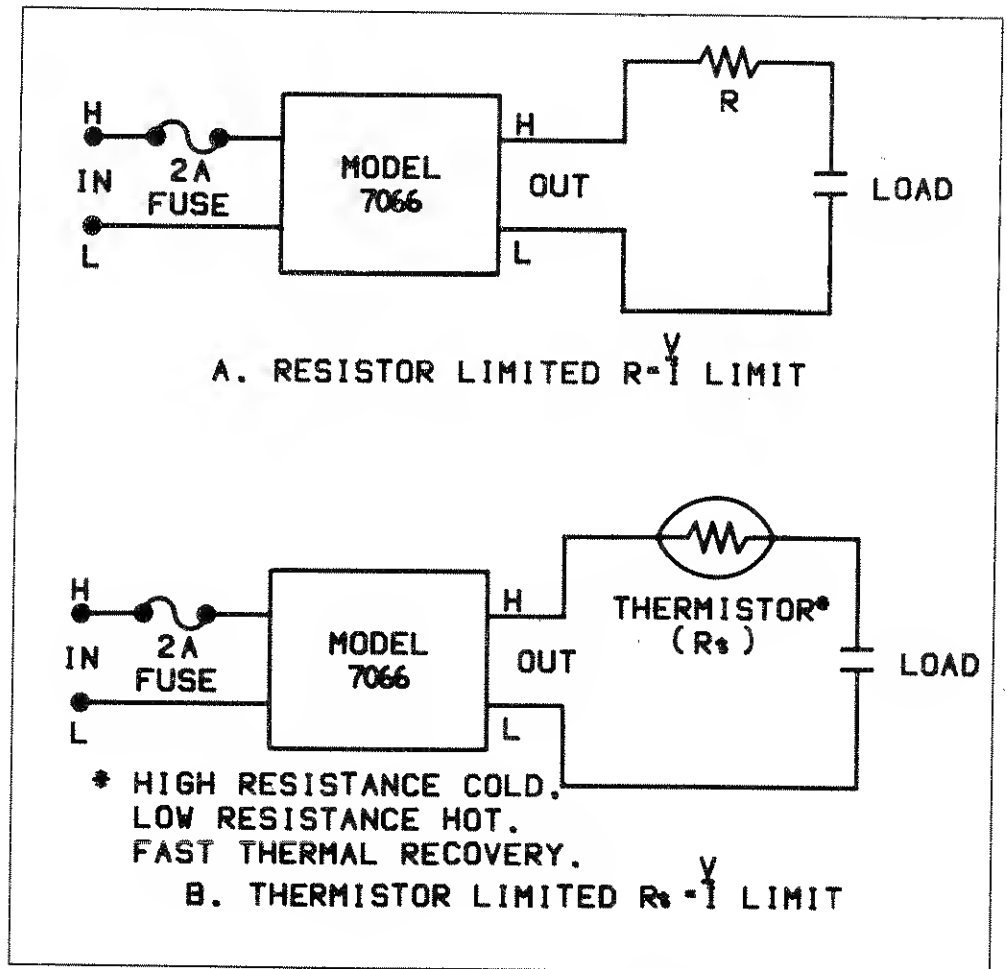 H
IN
L
2A
FUSE
MODEL
7066
H
OUT
L
R
LOAD
A. RESISTOR LIMITED R=V/I LIMIT
H
IN
L
2A
FUSE
MODEL
7066
H
OUT
L
THERMISTOR*
(Rs)
LOAD
* HIGH RESISTANCE COLD.
LOW RESISTANCE HOT.
FAST THERMAL RECOVERY.
B. THERMISTOR LIMITED Rs=V/I LIMIT